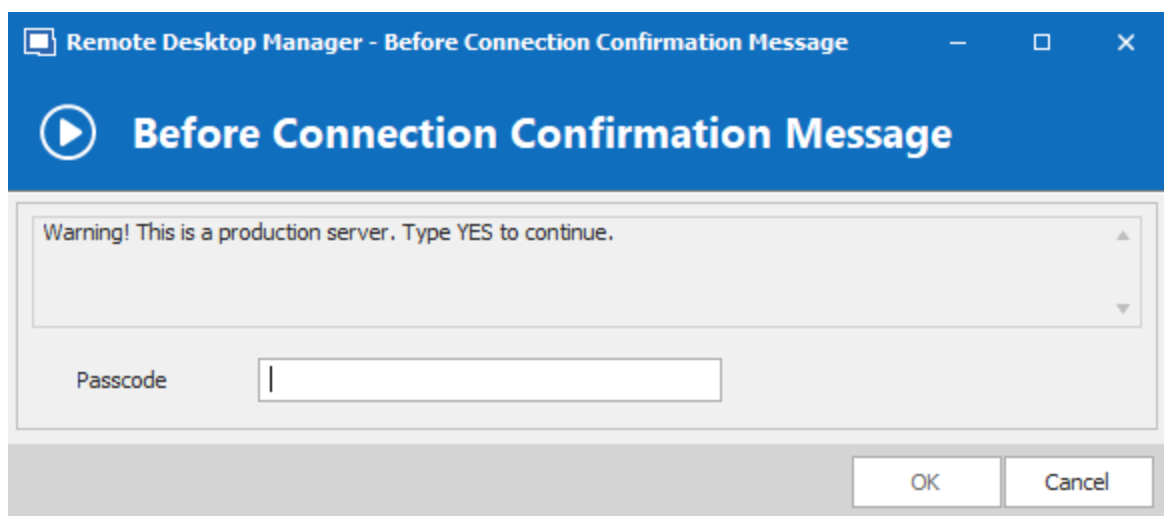 Remote Desktop Manager - Before Connection Confirmation Message
Before Connection Confirmation Message
Warning! This is a production server. Type YES to continue.
Passcode
OK Cancel